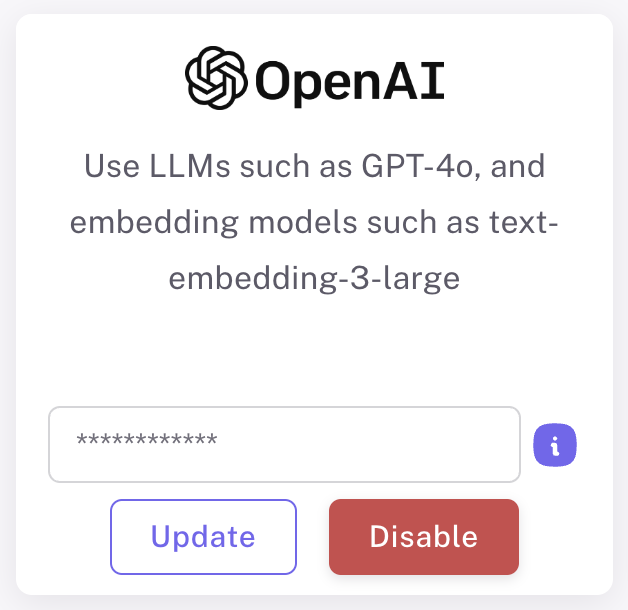 OpenAI
Use LLMs such as GPT-4o, and
embedding models such as text-
embedding-3-large
************
i
Update
Disable